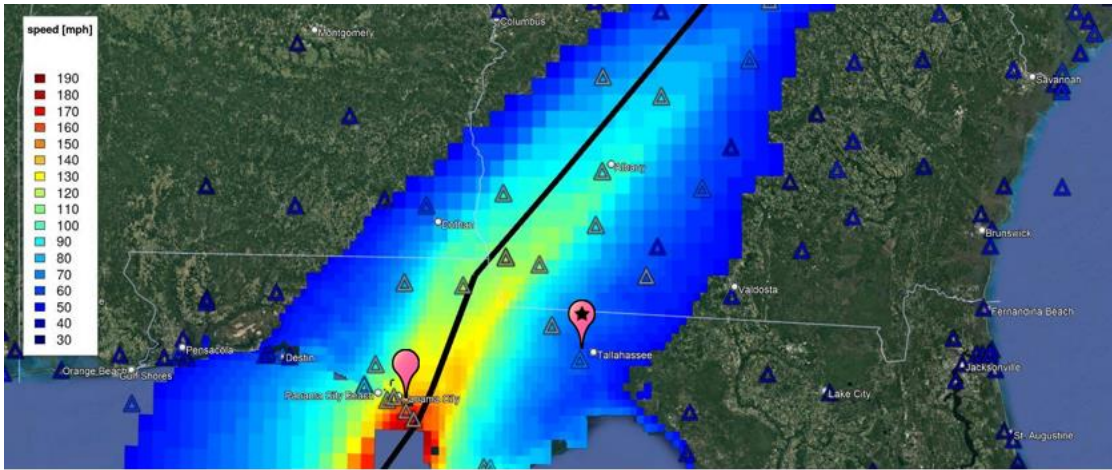 speed [mph]
190
180
170
160
150
140
130
120
110
100
90
80
70
60
50
40
30
Columbus
Montgomery
Savannah
Albany
Dothan
Brunswick
Valdosta
Fernandina Beach
Pensacola
Destin
Tallahassee
Orange Beach
Gulf Shores
Jacksonville
Panama City Beach
Panama City
Lake City
St. Augustine